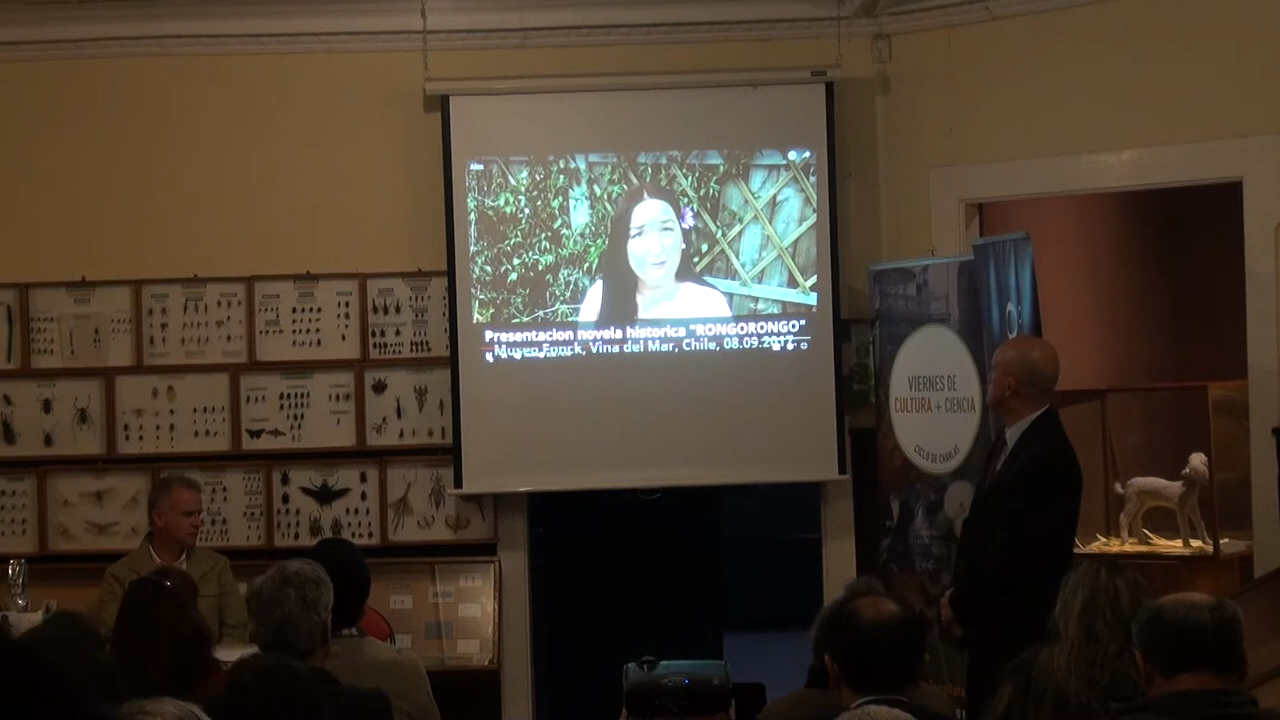 Presentacion novela historica "RONGORONGO"
Museo Fonck, Vina del Mar, Chile, 08.09.2017
VIERNES DE
CULTURA + CIENCIA
CICLO DE CHARLAS